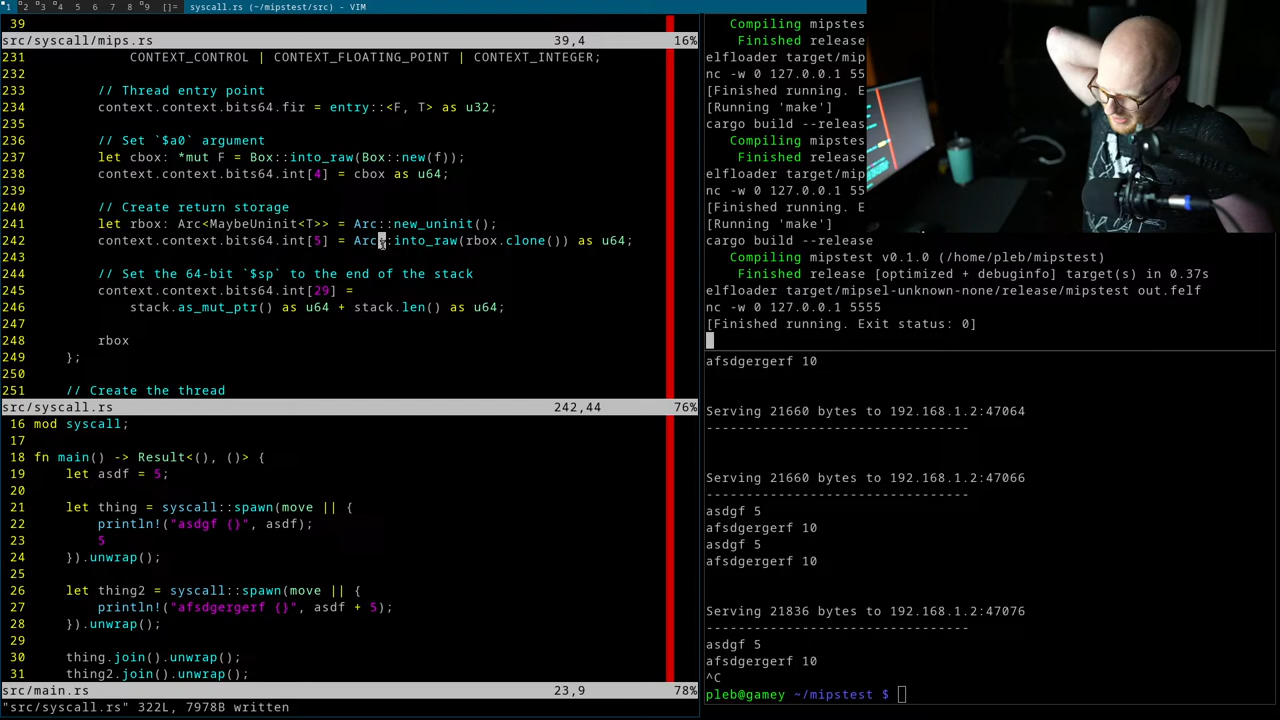 1 2 3 4 5 6 7 8 9 []= syscall.rs (~/mipstest/src) - VIM
39
src/syscall/mips.rs 39,4 16%
231 CONTEXT_CONTROL | CONTEXT_FLOATING_POINT | CONTEXT_INTEGER;
232
233 // Thread entry point
234 context.context.bits64.fir = entry::<F, T> as u32;
235
236 // Set `$a0` argument
237 let cbox: *mut F = Box::into_raw(Box::new(f));
238 context.context.bits64.int[4] = cbox as u64;
239
240 // Create return storage
241 let rbox: Arc<MaybeUninit<T>> = Arc::new_uninit();
242 context.context.bits64.int[5] = Arc::into_raw(rbox.clone()) as u64;
243
244 // Set the 64-bit `$sp` to the end of the stack
245 context.context.bits64.int[29] =
246 stack.as_mut_ptr() as u64 + stack.len() as u64;
247
248 rbox
249 };
250
251 // Create the thread
src/syscall.rs 242,44 76%
16 mod syscall;
17
18 fn main() -> Result<(), ()> {
19 let asdf = 5;
20
21 let thing = syscall::spawn(move || {
22 println!("asdgf {}", asdf);
23 5
24 }).unwrap();
25
26 let thing2 = syscall::spawn(move || {
27 println!("afsdgergerf {}", asdf + 5);
28 }).unwrap();
29
30 thing.join().unwrap();
31 thing2.join().unwrap();
src/main.rs 23,9 78%
"src/syscall.rs" 322L, 7978B written
Compiling mipstes
Finished release
elfloader target/mip
nc -w 0 127.0.0.1 55
[Finished running. E
[Running 'make']
cargo build --releas
Compiling mipstes
Finished release
elfloader target/mip
nc -w 0 127.0.0.1 55
[Finished running. E
[Running 'make']
cargo build --release
Compiling mipstest v0.1.0 (/home/pleb/mipstest)
Finished release [optimized + debuginfo] target(s) in 0.37s
elfloader target/mipsel-unknown-none/release/mipstest out.felf
nc -w 0 127.0.0.1 5555
[Finished running. Exit status: 0]
afsdgergerf 10
Serving 21660 bytes to 192.168.1.2:47064
---------------------------------
Serving 21660 bytes to 192.168.1.2:47066
---------------------------------
asdgf 5
afsdgergerf 10
asdgf 5
afsdgergerf 10
Serving 21836 bytes to 192.168.1.2:47076
---------------------------------
asdgf 5
afsdgergerf 10
^C
pleb@gamey ~/mipstest $